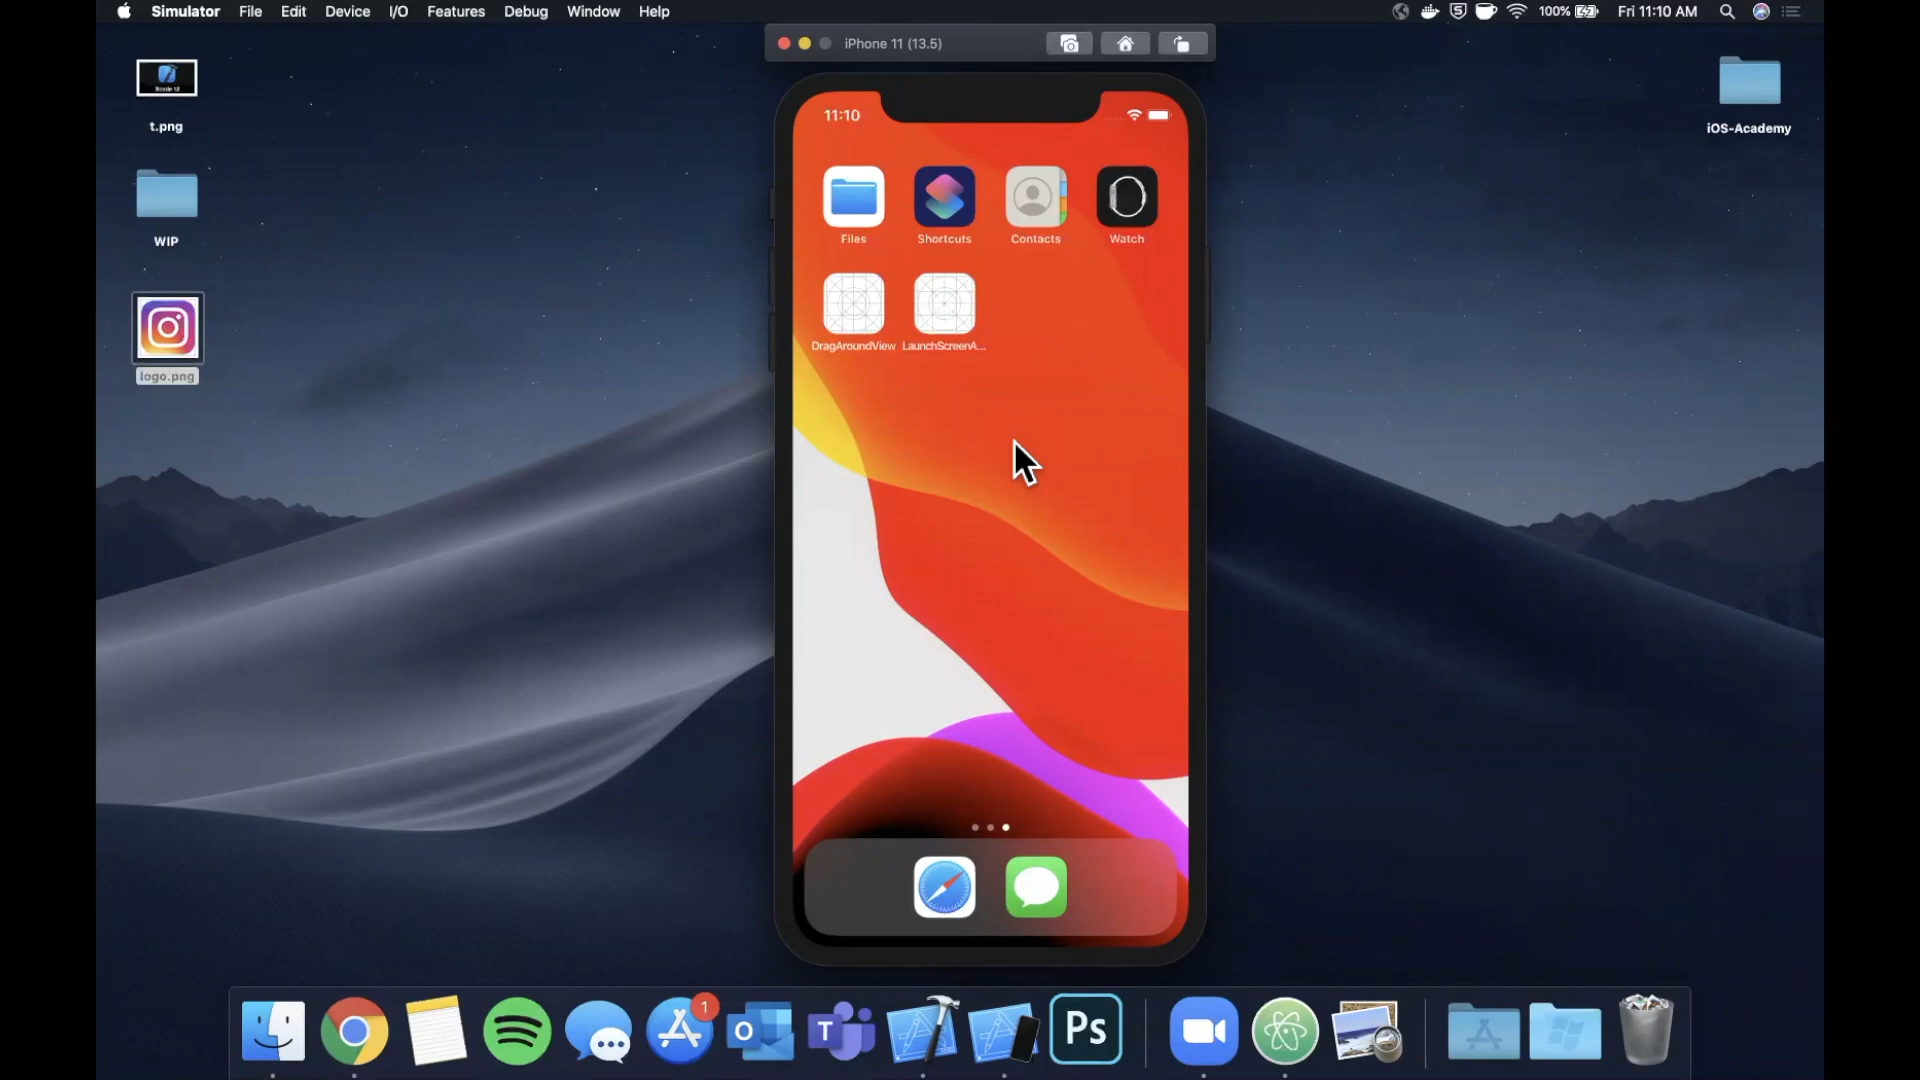 Simulator File Edit Device I/O Features Debug Window Help
100% Fri 11:10 AM
iPhone 11 (13.5)
t.png
WIP
logo.png
iOS-Academy
11:10
Files Shortcuts Contacts Watch
DragAroundView LaunchScreenA...
1
O
T
Ps